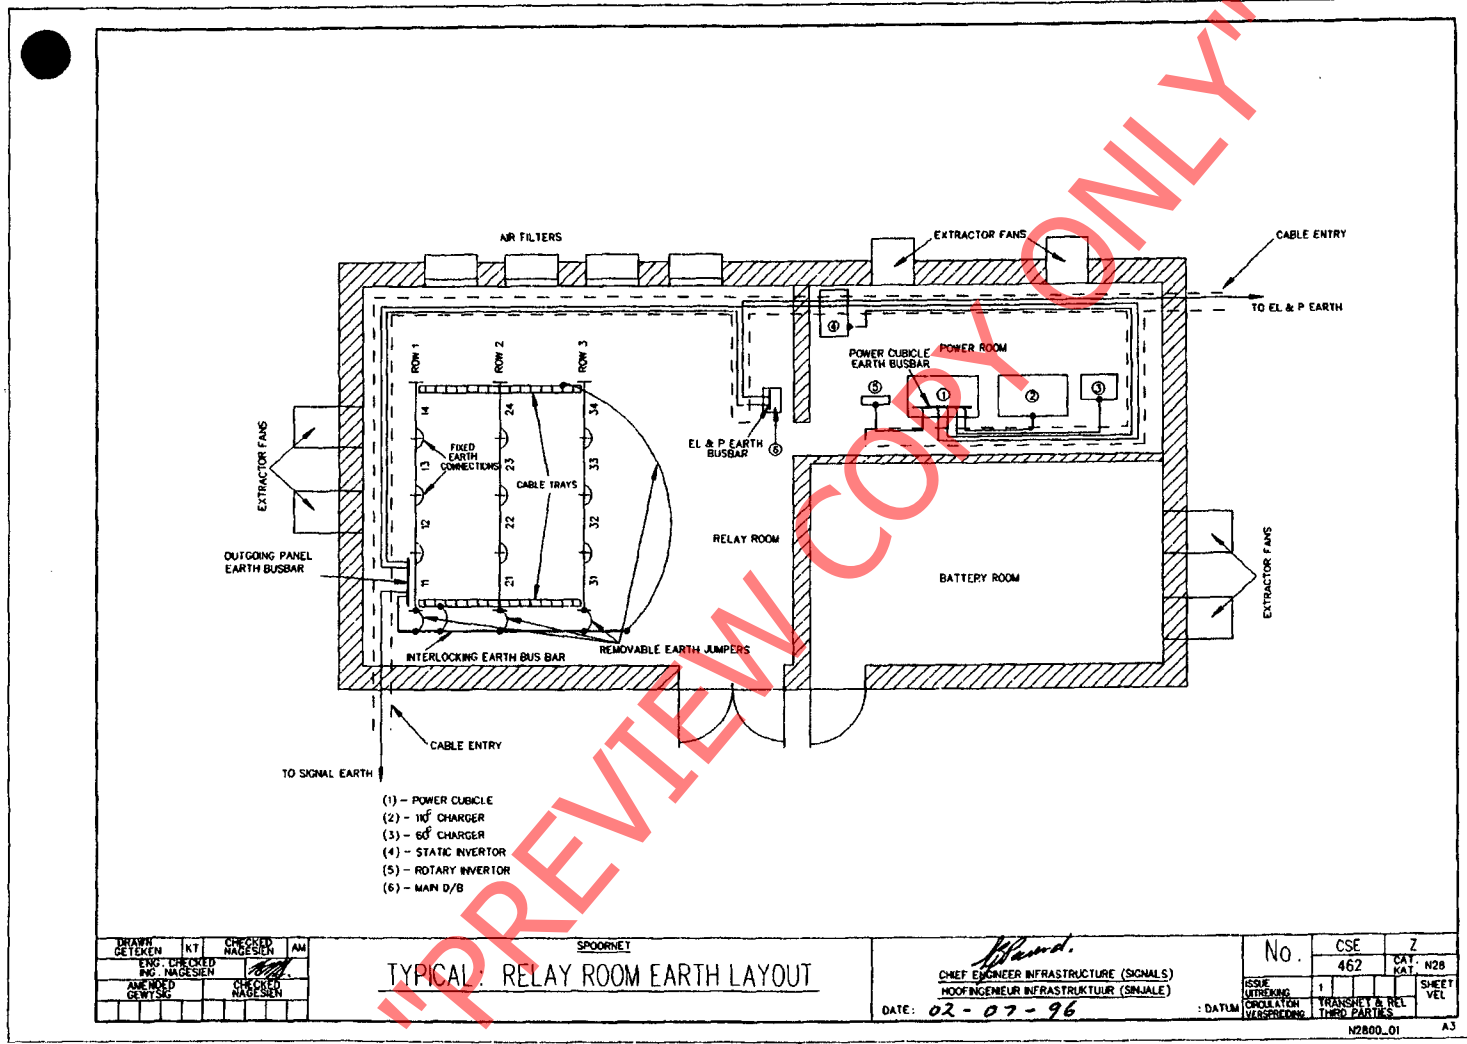 AIR FILTERS
EXTRACTOR FANS
CABLE ENTRY
TO EL & P EARTH
ROW 1
ROW 2
ROW 3
4
POWER CUBICLE
EARTH BUSBAR
POWER ROOM
5
1
2
3
14
24
34
FIXED
EARTH
CONNECTIONS
EL & P EARTH
BUSBAR
6
13
23
33
CABLE TRAYS
EXTRACTOR FANS
12
22
32
RELAY ROOM
OUTGOING PANEL
EARTH BUSBAR
11
21
31
BATTERY ROOM
EXTRACTOR FANS
INTERLOCKING EARTH BUS BAR
REMOVABLE EARTH JUMPERS
CABLE ENTRY
TO SIGNAL EARTH
(1) - POWER CUBICLE
(2) - 110 CHARGER
(3) - 60 CHARGER
(4) - STATIC INVERTOR
(5) - ROTARY INVERTOR
(6) - MAIN D/B
"PREVIEW COPY ONLY"
DRAWN
GETEKEN
KT
CHECKED
NAGESIEN
AM
ENG. CHECKED
ING. NAGESIEN
AMENDED
GEWYSIG
CHECKED
NAGESIEN
SPOORNET
TYPICAL: RELAY ROOM EARTH LAYOUT
CHIEF ENGINEER INFRASTRUCTURE (SIGNALS)
HOOFINGENIEUR INFRASTRUKTUUR (SINJALE)
DATE: 02-07-96 : DATUM
No.
CSE
Z
462
CAT.
KAT.
N28
ISSUE
UITREIKING
1
SHEET
VEL
CIRCULATION
VERSPREIDING
TRANSNET & REL
THIRD PARTIES
N2800_01
A3